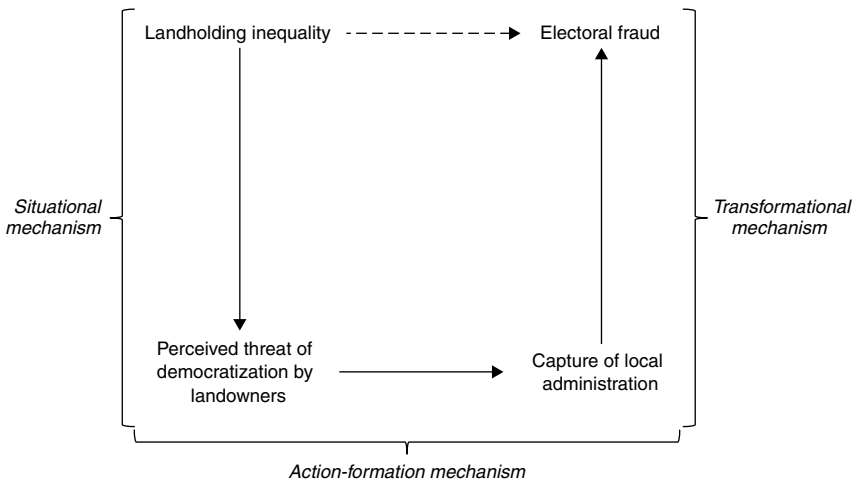 Landholding inequality
Electoral fraud
Situational
mechanism
Transformational
mechanism
Perceived threat of
democratization by
landowners
Capture of local
administration
Action-formation mechanism